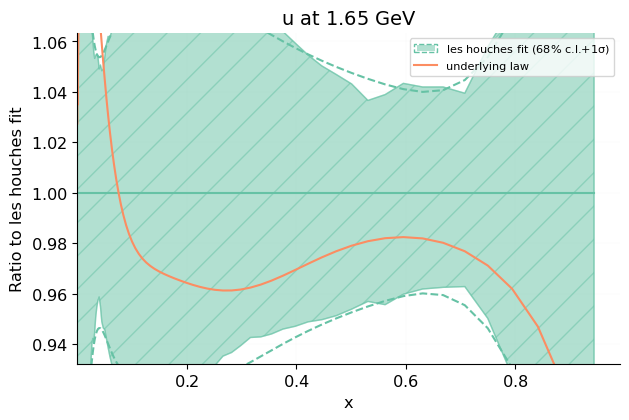 u at 1.65 GeV
les houches fit (68% c.l.+1σ)
underlying law
Ratio to les houches fit
1.06
1.04
1.02
1.00
0.98
0.96
0.94
0.2
0.4
0.6
0.8
x